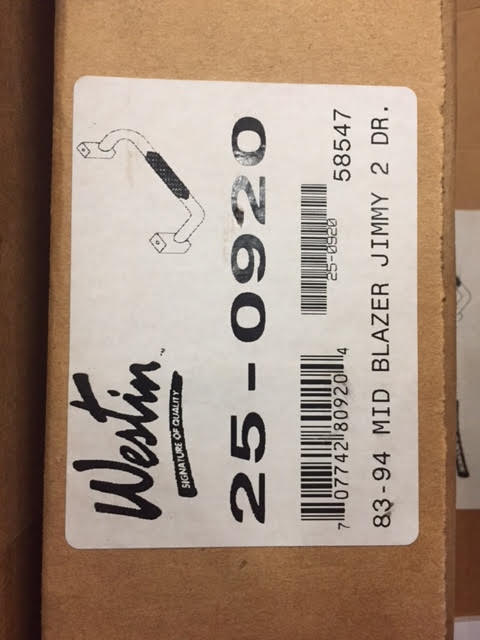 Westin™
SIGNATURE OF QUALITY
25-0920
7 07742 80920 4
25-0920
58547
83-94 MID BLAZER JIMMY 2 DR.